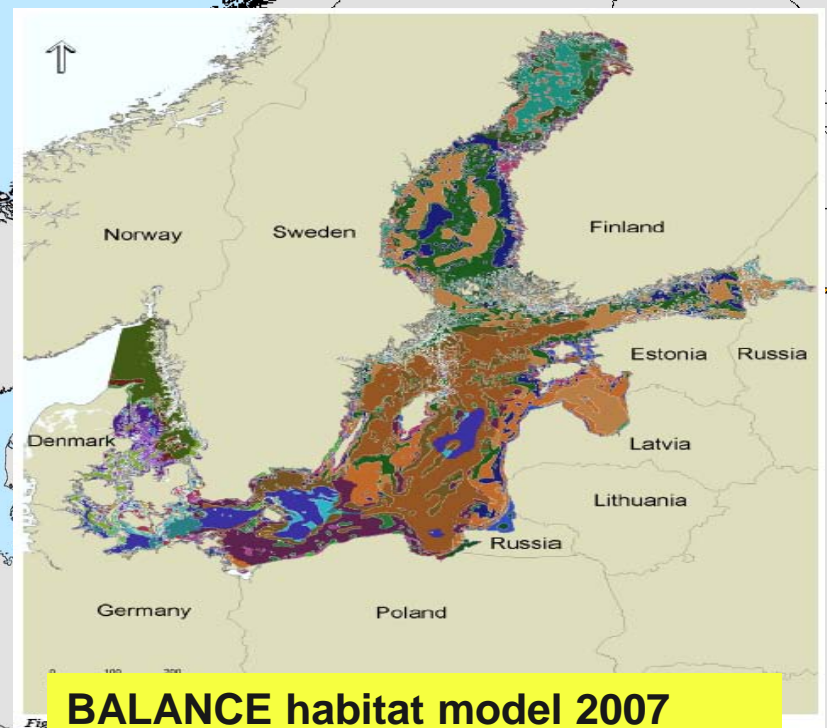 Norway
Sweden
Finland
Estonia
Russia
Denmark
Latvia
Lithuania
Russia
Germany
Poland
BALANCE habitat model 2007